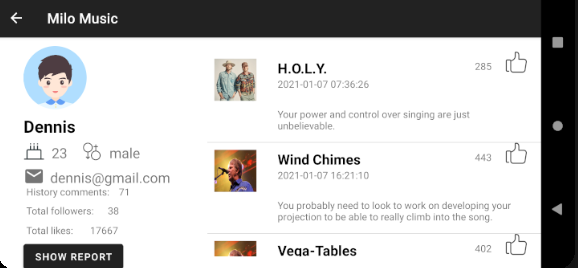 Milo Music
Dennis
23 male
dennis@gmail.com
History comments: 71
Total followers: 38
Total likes: 17667
SHOW REPORT
H.O.L.Y.
285
2021-01-07 07:36:26
Your power and control over singing are just
unbelievable.
Wind Chimes
443
2021-01-07 16:21:10
You probably need to look to work on developing your
projection to be able to really climb into the song.
Vega-Tables
402